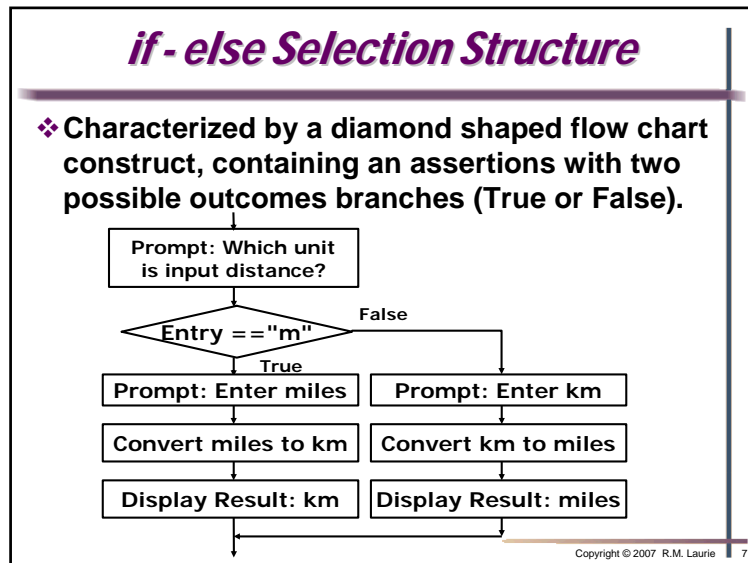 if - else Selection Structure
❖ Characterized by a diamond shaped flow chart
construct, containing an assertions with two
possible outcomes branches (True or False).
Prompt: Which unit
is input distance?
Entry =="m"
False
True
Prompt: Enter miles
Prompt: Enter km
Convert miles to km
Convert km to miles
Display Result: km
Display Result: miles
Copyright © 2007 R.M. Laurie 7